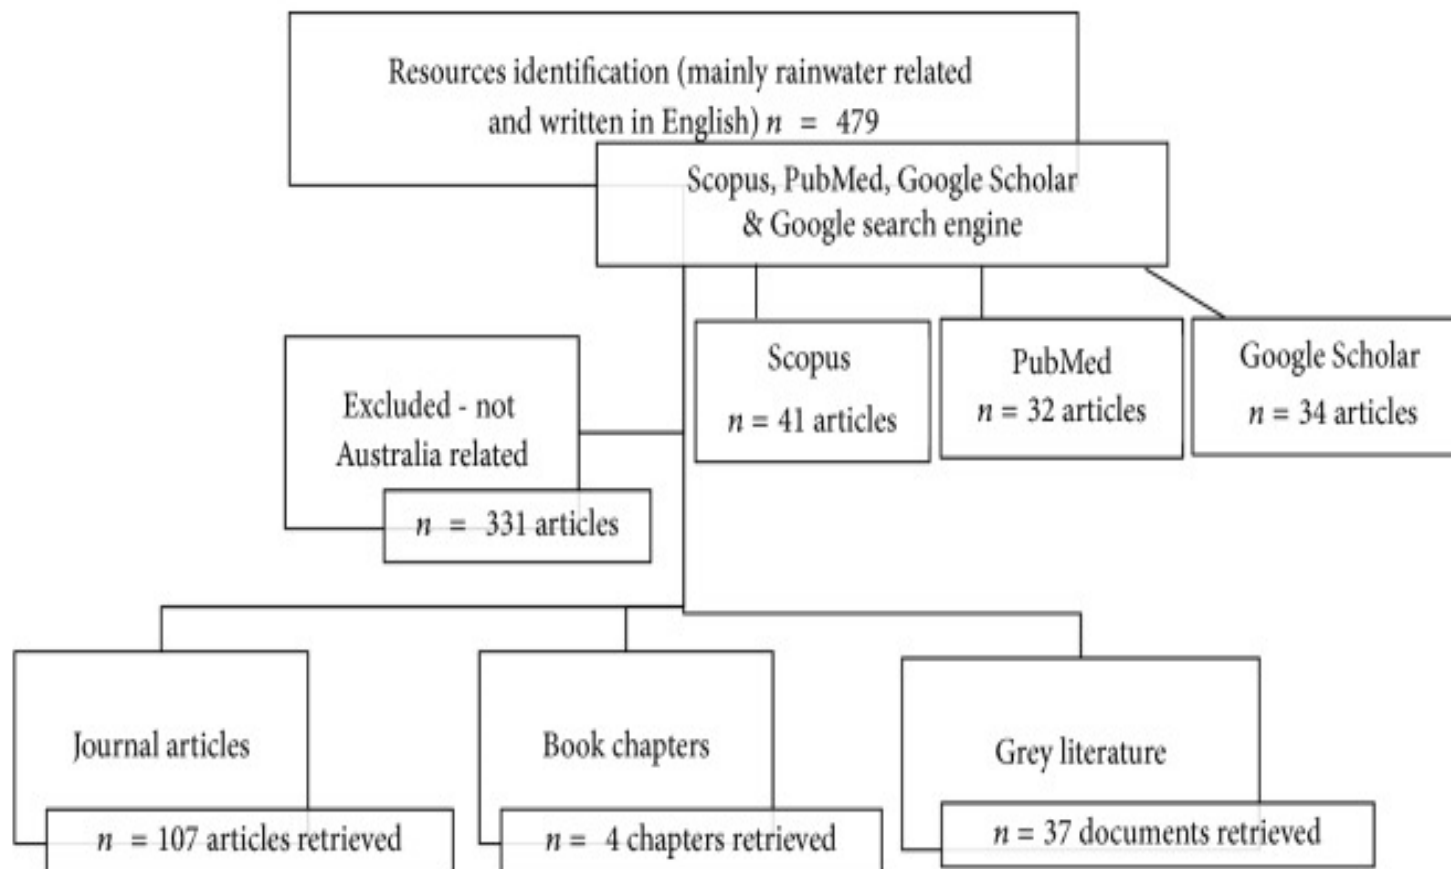 Resources identification (mainly rainwater related
and written in English) n = 479
Scopus, PubMed, Google Scholar
& Google search engine
Scopus
n = 41 articles
PubMed
n = 32 articles
Google Scholar
n = 34 articles
Excluded - not
Australia related
n = 331 articles
Journal articles
n = 107 articles retrieved
Book chapters
n = 4 chapters retrieved
Grey literature
n = 37 documents retrieved